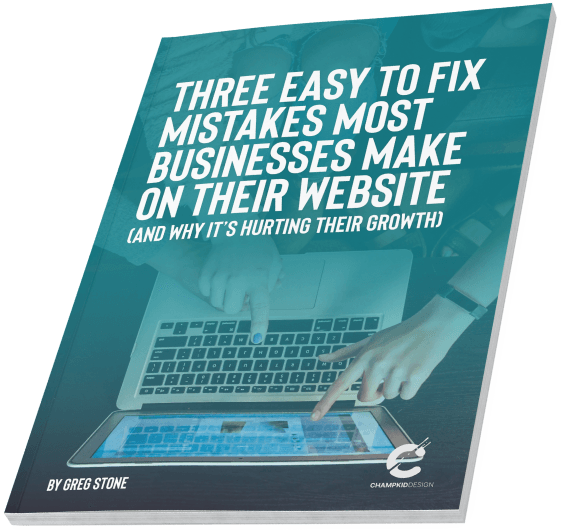 THREE EASY TO FIX
MISTAKES MOST
BUSINESSES MAKE
ON THEIR WEBSITE
(AND WHY IT'S HURTING THEIR GROWTH)
BY GREG STONE
CHAMPKIDDESIGN